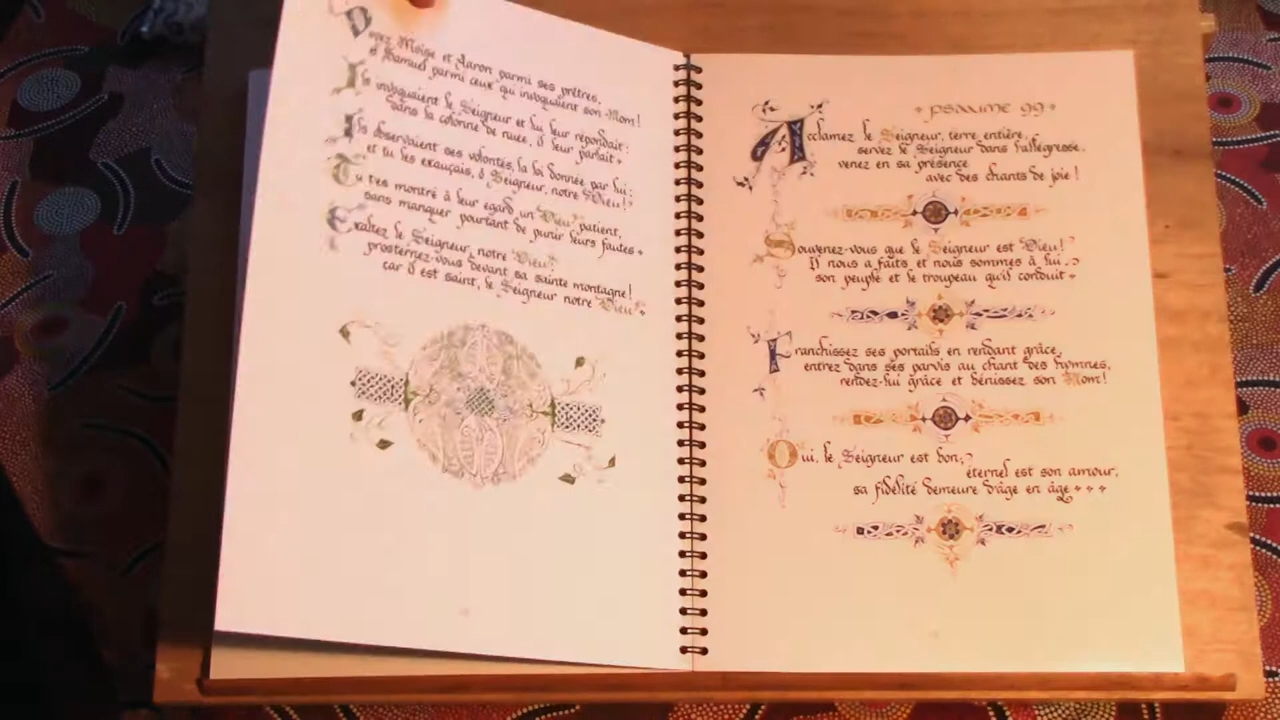 Voyez Moïse et Aaron parmi ses prêtres,
et Samuel parmi ceux qui invoquaient son Nom!
Ils invoquaient le Seigneur et lui leur répondait;
dans la colonne de nuée, il leur parlait.
Ils observaient ses volontés, la loi donnée par lui;
et tu les exauçais, ô Seigneur, notre Dieu!
Tu t'es montré à leur égard un Dieu patient,
sans manquer pourtant de punir leurs fautes.
Exaltez le Seigneur, notre Dieu
prosternez-vous devant sa sainte montagne!
car il est saint, le Seigneur notre Dieu.
psaume 99
Acclamez le Seigneur, terre entière,
servez le Seigneur dans l'allégresse,
venez en sa présence
avec des chants de joie!
Souvenez-vous que le Seigneur est Dieu!
Il nous a faits et nous sommes à lui,
son peuple et le troupeau qu'il conduit
Franchissez ses portails en rendant grâce,
entrez dans ses parvis au chant des hymnes,
rendez-lui grâce et bénissez son Nom!
Oui, le Seigneur est bon,
éternel est son amour,
sa fidélité demeure d'âge en âge